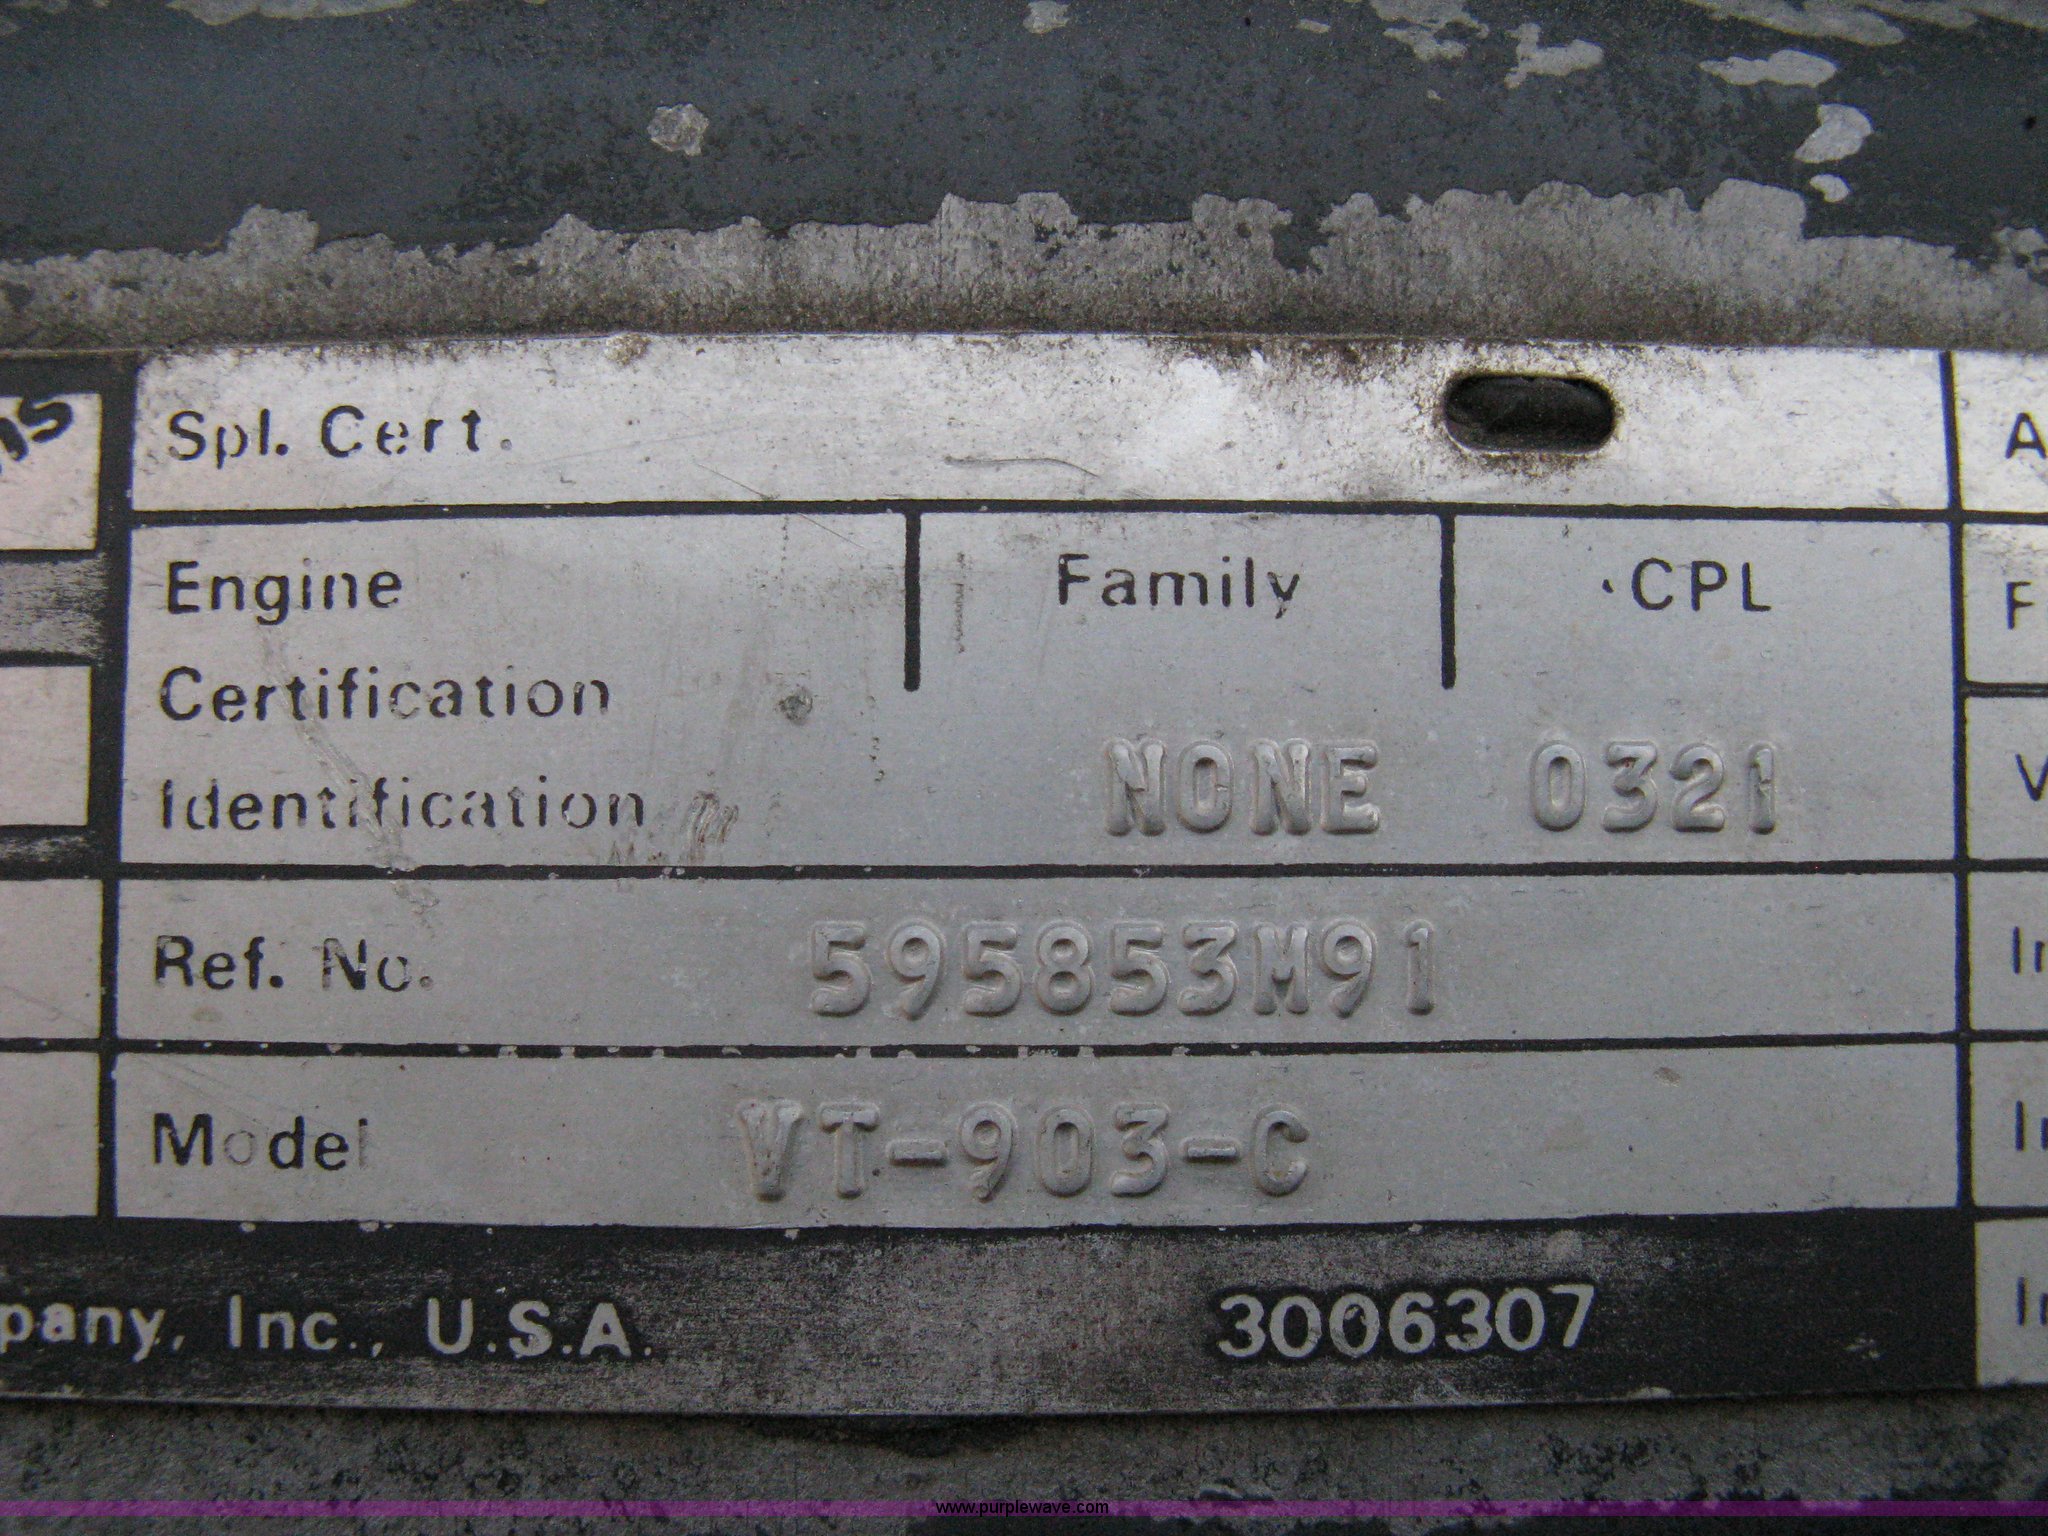 Spl. Cert.
Engine Family CPL
Certification
Identification NONE 0321
Ref. No. 595853M91
Model VT-903-C
pany, Inc., U.S.A. 3006307
www.purplewave.com